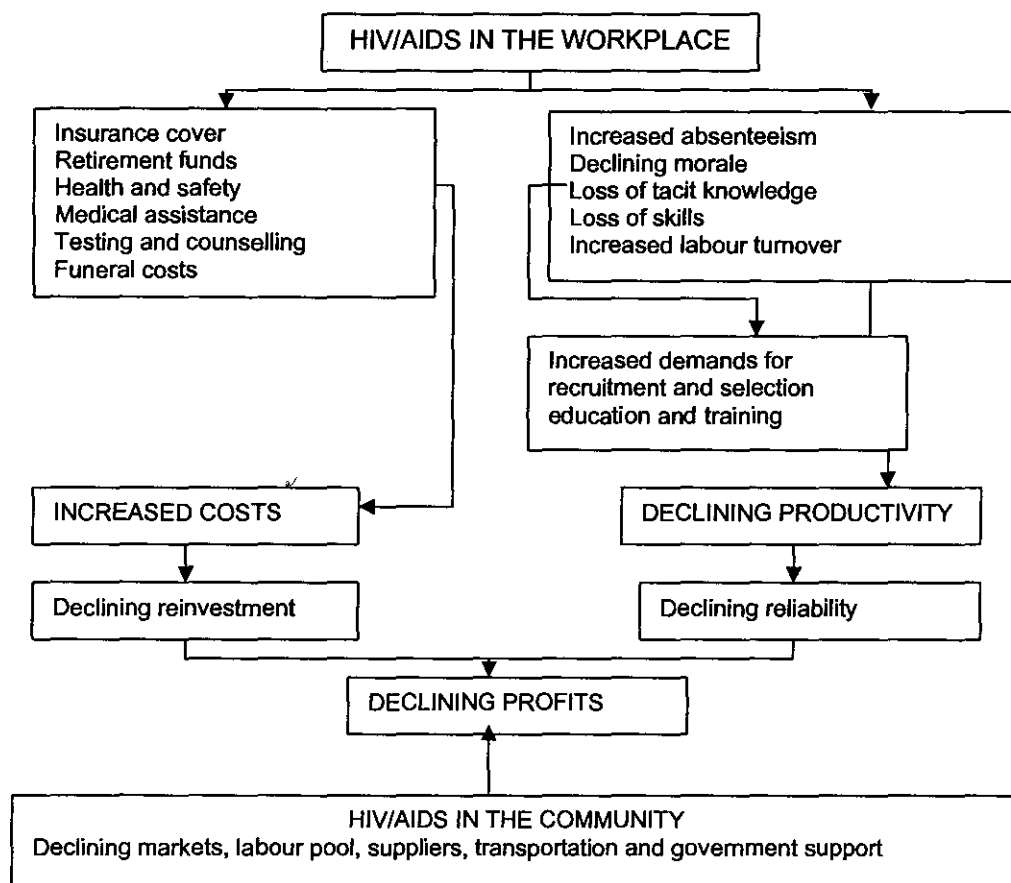 HIV/AIDS IN THE WORKPLACE
Insurance cover
Retirement funds
Health and safety
Medical assistance
Testing and counselling
Funeral costs
Increased absenteeism
Declining morale
Loss of tacit knowledge
Loss of skills
Increased labour turnover
Increased demands for
recruitment and selection
education and training
INCREASED COSTS
DECLINING PRODUCTIVITY
Declining reinvestment
Declining reliability
DECLINING PROFITS
HIV/AIDS IN THE COMMUNITY
Declining markets, labour pool, suppliers, transportation and government support